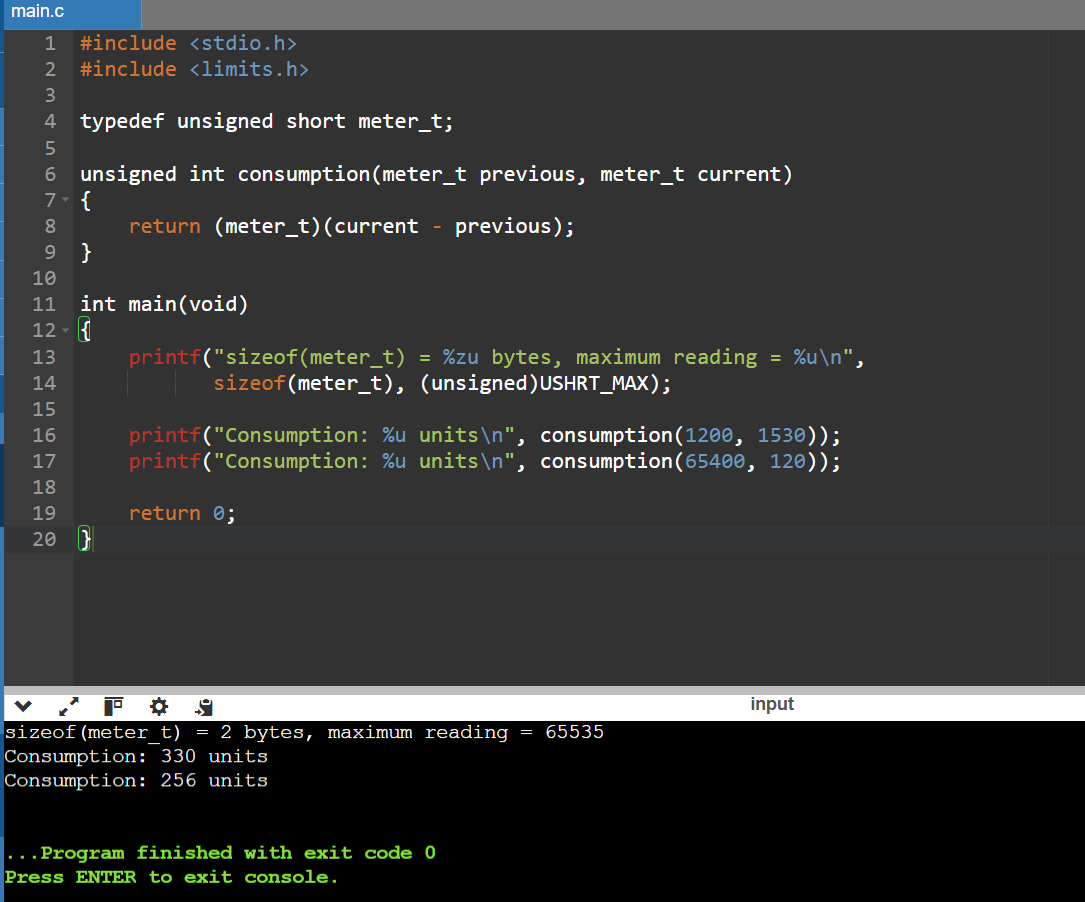 main.c
1 #include <stdio.h>
2 #include <limits.h>
3
4 typedef unsigned short meter_t;
5
6 unsigned int consumption(meter_t previous, meter_t current)
7 {
8     return (meter_t)(current - previous);
9 }
10
11 int main(void)
12 {
13     printf("sizeof(meter_t) = %zu bytes, maximum reading = %u\n",
14            sizeof(meter_t), (unsigned)USHRT_MAX);
15
16     printf("Consumption: %u units\n", consumption(1200, 1530));
17     printf("Consumption: %u units\n", consumption(65400, 120));
18
19     return 0;
20 }
input
sizeof(meter_t) = 2 bytes, maximum reading = 65535
Consumption: 330 units
Consumption: 256 units
...Program finished with exit code 0
Press ENTER to exit console.